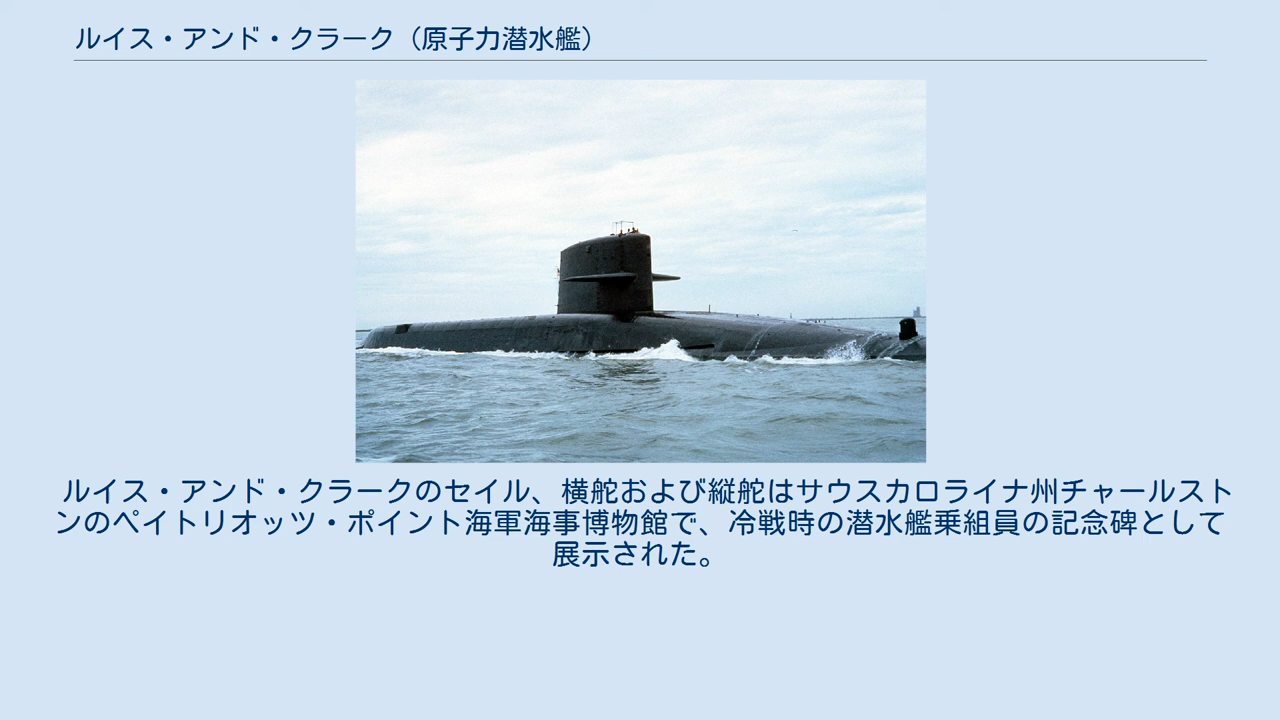 ルイス・アンド・クラーク（原子力潜水艦）
ルイス・アンド・クラークのセイル、横舵および縦舵はサウスカロライナ州チャールスト
ンのペイトリオッツ・ポイント海軍海事博物館で、冷戦時の潜水艦乗組員の記念碑として
展示された。